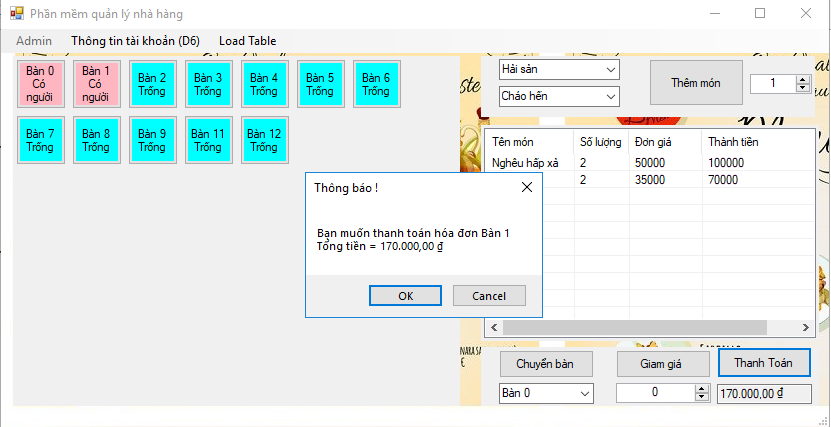 Phần mềm quản lý nhà hàng
Admin Thông tin tài khoản (D6) Load Table
Bàn 0
Có
người
Bàn 1
Có
người
Bàn 2
Trống
Bàn 3
Trống
Bàn 4
Trống
Bàn 5
Trống
Bàn 6
Trống
Bàn 7
Trống
Bàn 8
Trống
Bàn 9
Trống
Bàn 11
Trống
Bàn 12
Trống
Hải sản
Cháo hến
Thêm món
1
Tên món Số lượng Đơn giá Thành tiền
Nghêu hấp xả 2 50000 100000
2 35000 70000
Thông báo !
Bạn muốn thanh toán hóa đơn Bàn 1
Tổng tiền = 170.000,00 ₫
OK Cancel
Chuyển bàn Giam giá Thanh Toán
Bàn 0 0 170.000,00 ₫